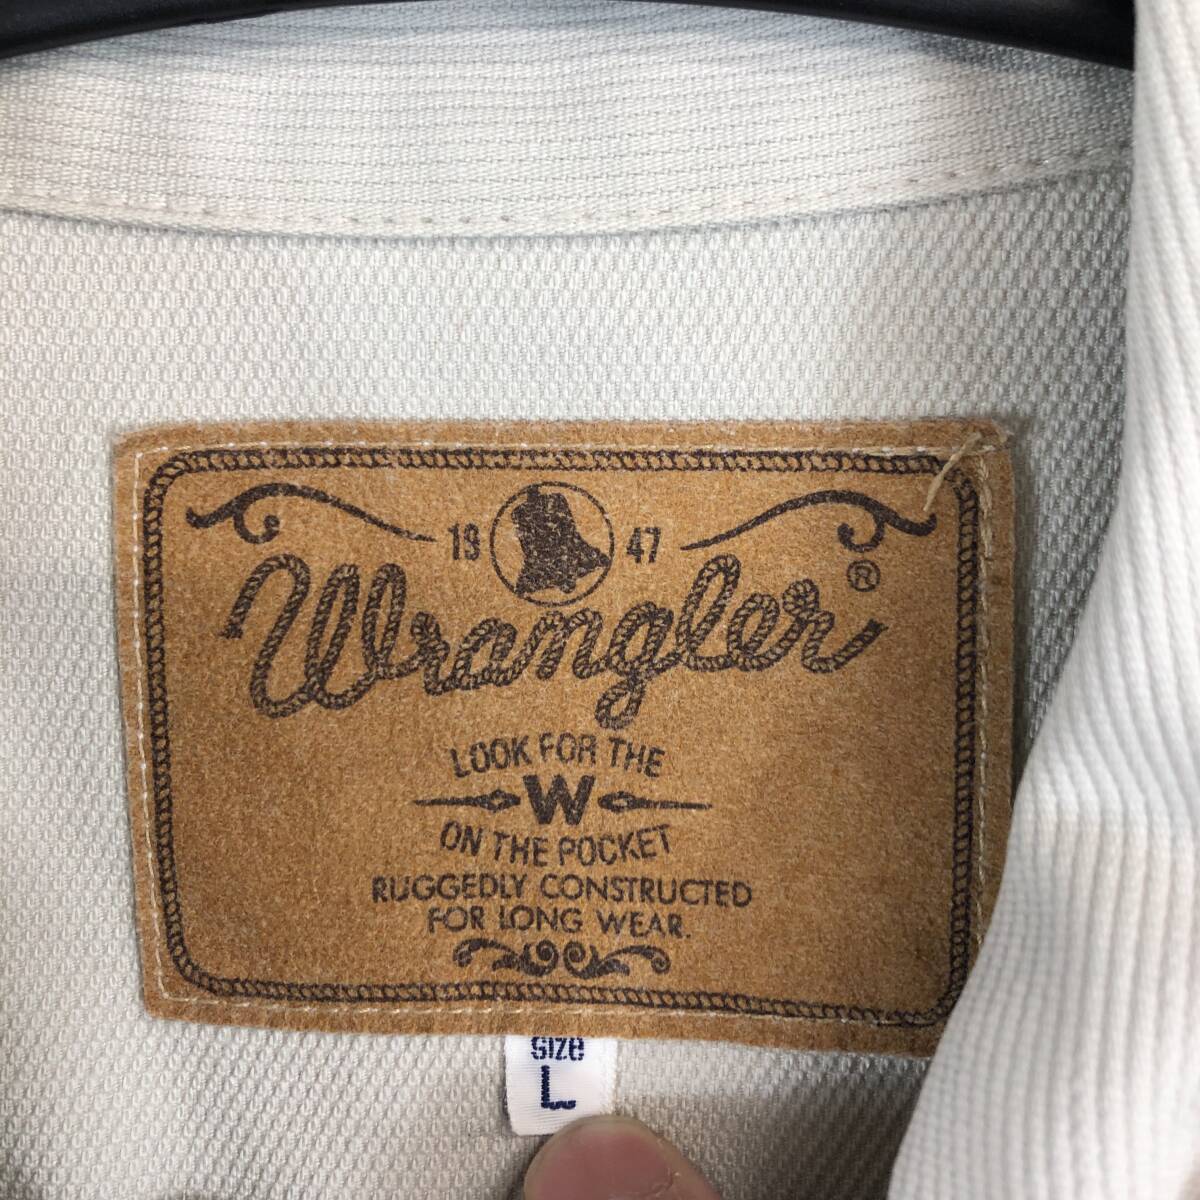 19 47
Wrangler®
LOOK FOR THE
W
ON THE POCKET
RUGGEDLY CONSTRUCTED
FOR LONG WEAR.
SIZE
L